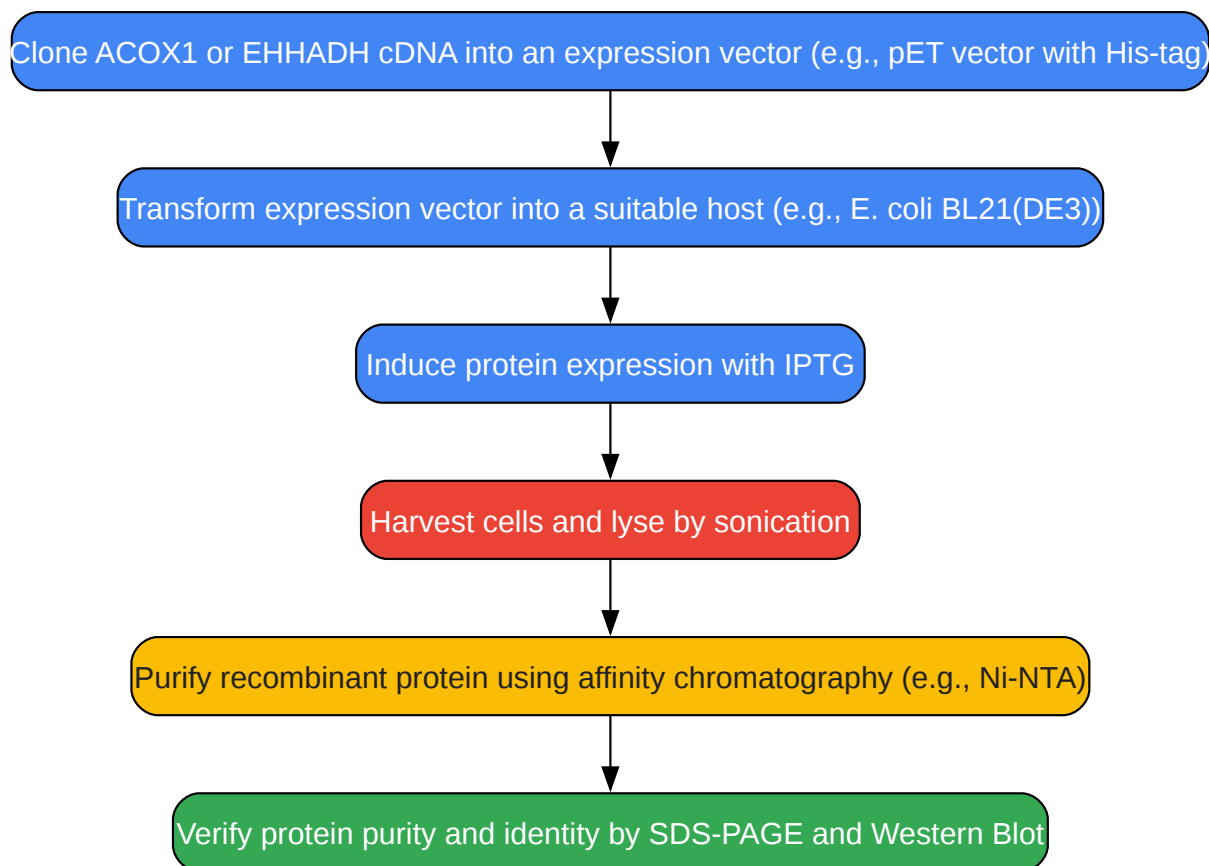 Clone ACOX1 or EHHADH cDNA into an expression vector (e.g., pET vector with His-tag)
Transform expression vector into a suitable host (e.g., E. coli BL21(DE3))
Induce protein expression with IPTG
Harvest cells and lyse by sonication
Purify recombinant protein using affinity chromatography (e.g., Ni-NTA)
Verify protein purity and identity by SDS-PAGE and Western Blot